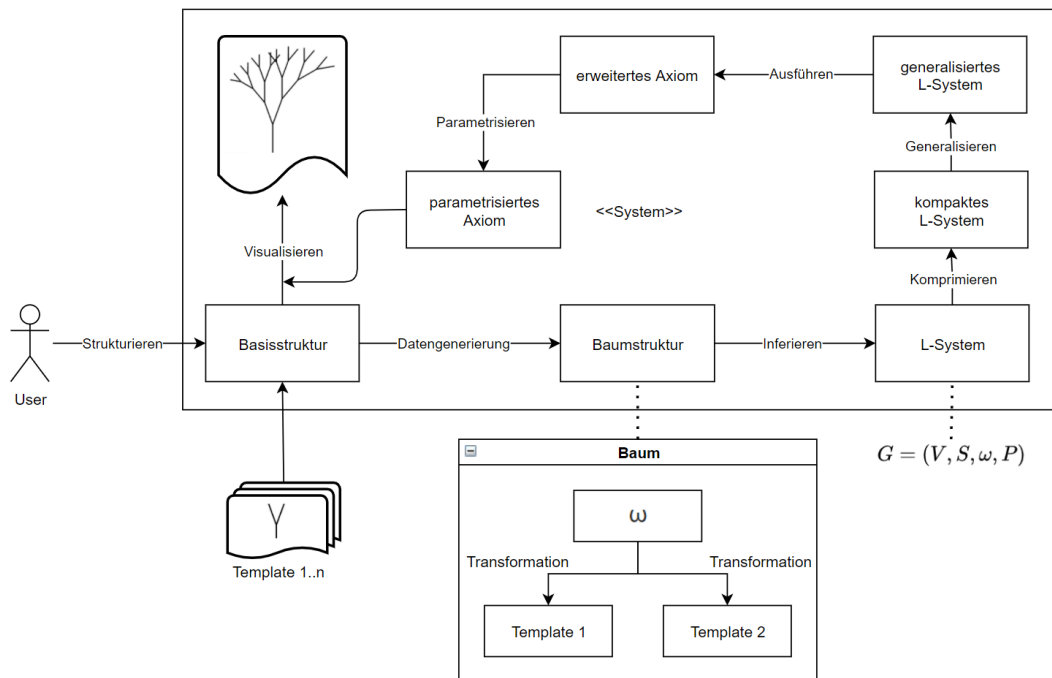 erweitertes Axiom
Ausführen
generalisiertes
L-System
Parametrisieren
Generalisieren
parametrisiertes
Axiom
<<System>>
kompaktes
L-System
Visualisieren
Komprimieren
User
Strukturieren
Basisstruktur
Datengenerierung
Baumstruktur
Inferieren
L-System
G = (V, S, ω, P)
Baum
ω
Transformation
Transformation
Template 1
Template 2
Template 1..n